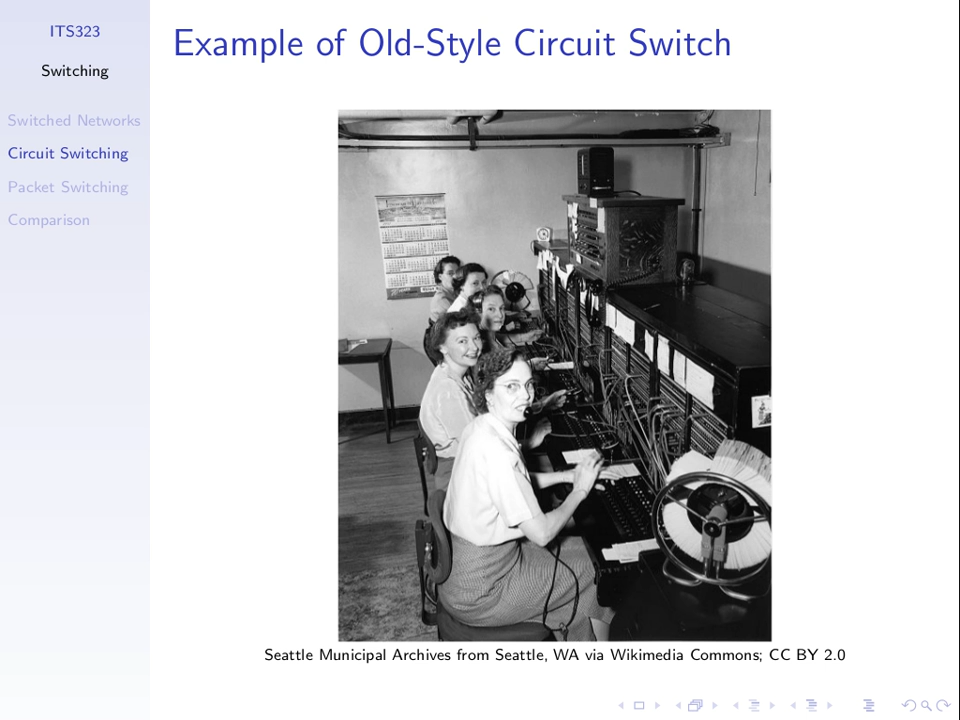 ITS323
Switching
Switched Networks
Circuit Switching
Packet Switching
Comparison
Example of Old-Style Circuit Switch
Seattle Municipal Archives from Seattle, WA via Wikimedia Commons; CC BY 2.0